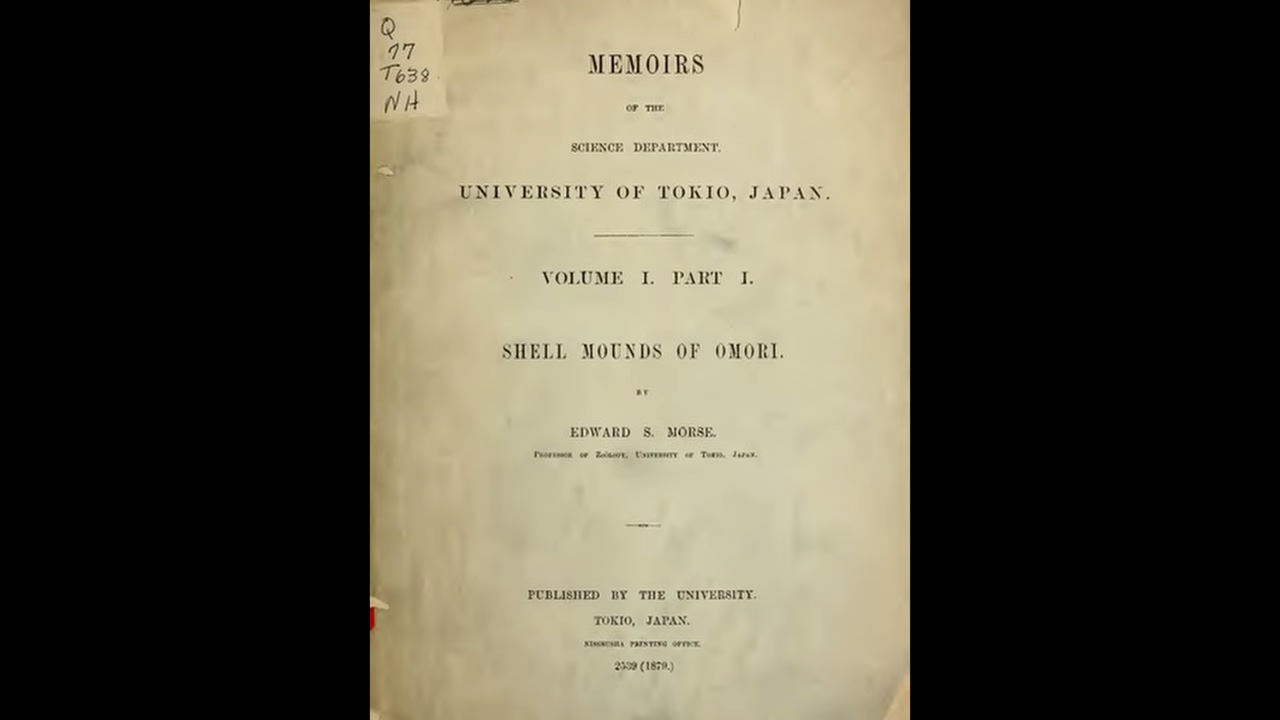 Q
77
T638
NH
MEMOIRS
OF THE
SCIENCE DEPARTMENT.
UNIVERSITY OF TOKIO, JAPAN.
VOLUME I. PART I.
SHELL MOUNDS OF OMORI.
BY
EDWARD S. MORSE.
PROFESSOR OF ZOÖLOGY, UNIVERSITY OF TOKIO, JAPAN.
PUBLISHED BY THE UNIVERSITY.
TOKIO, JAPAN.
NISSHUSHA PRINTING OFFICE.
2539 (1879.)